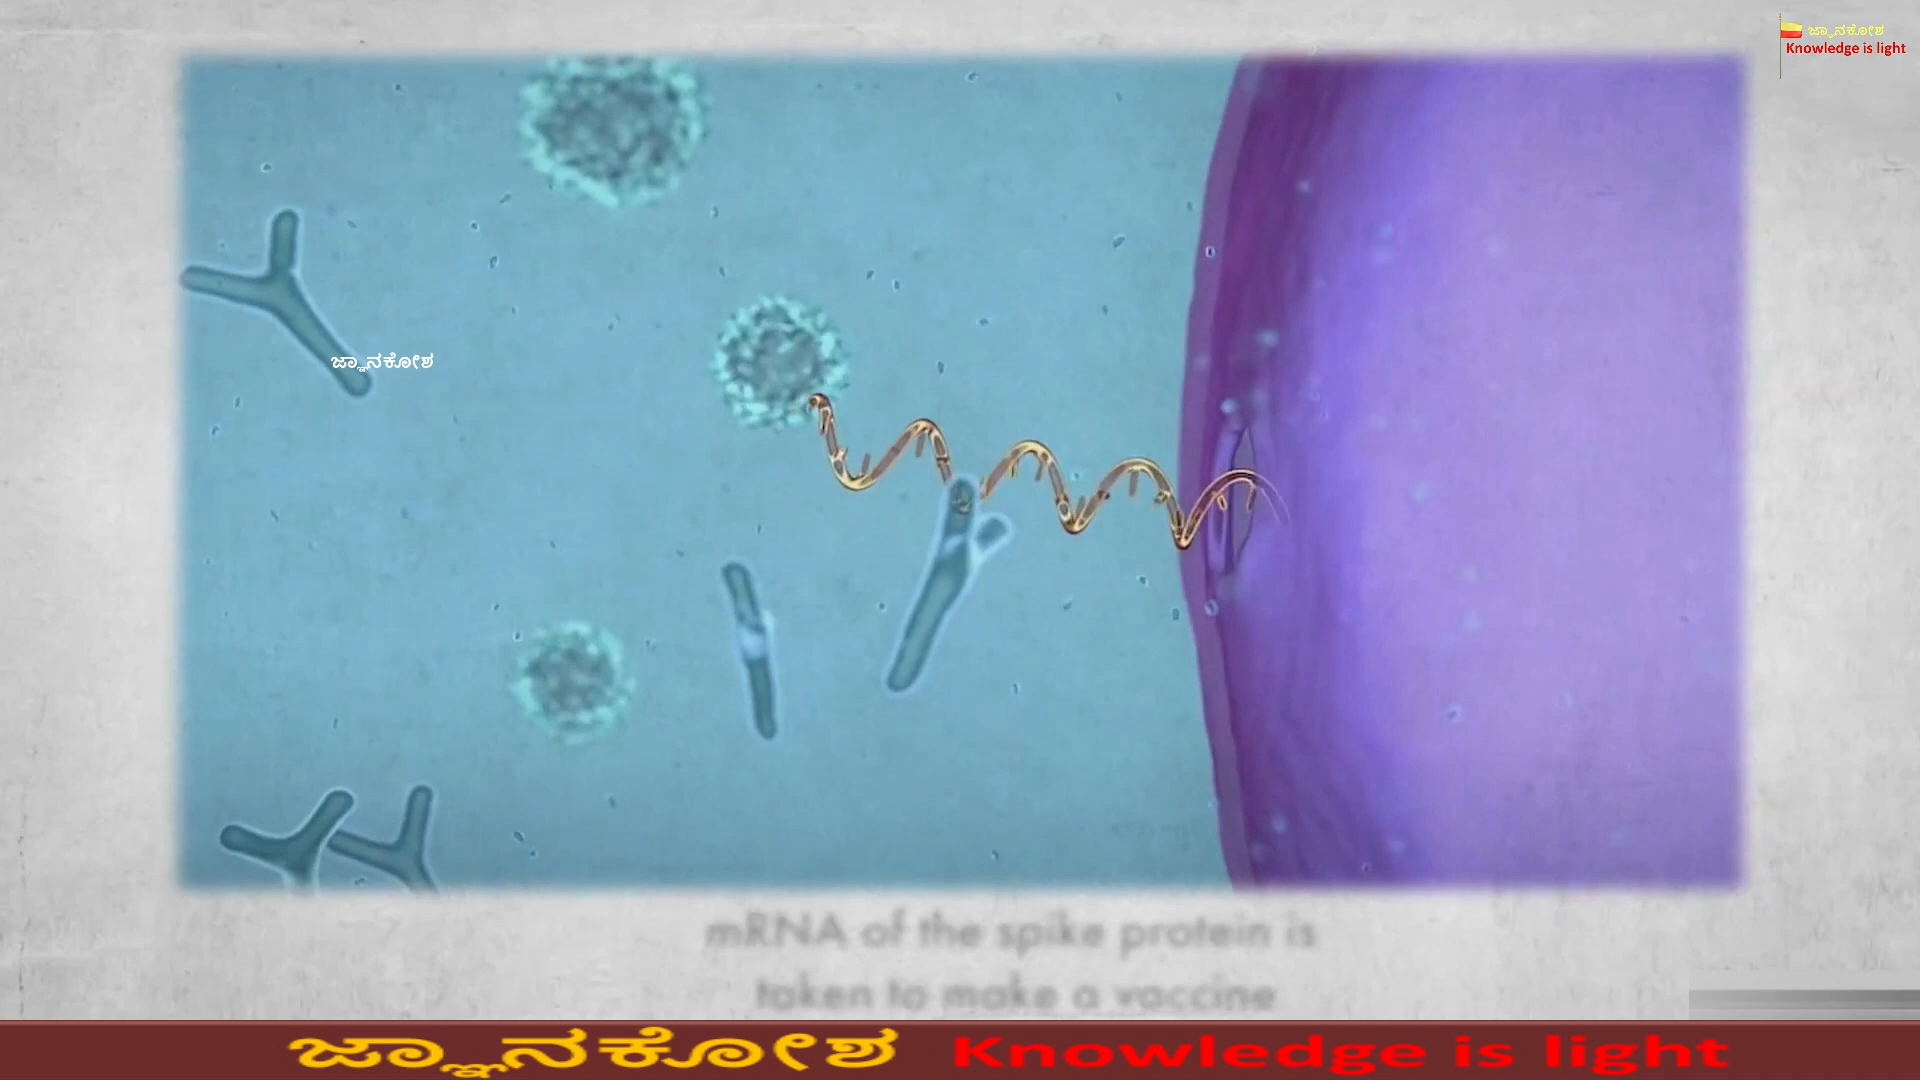 ಜ್ಞಾನಕೋಶ
Knowledge is light
ಜ್ಞಾನಕೋಶ
mRNA of the spike protein is
taken to make a vaccine
ಜ್ಞಾನಕೋಶ Knowledge is light